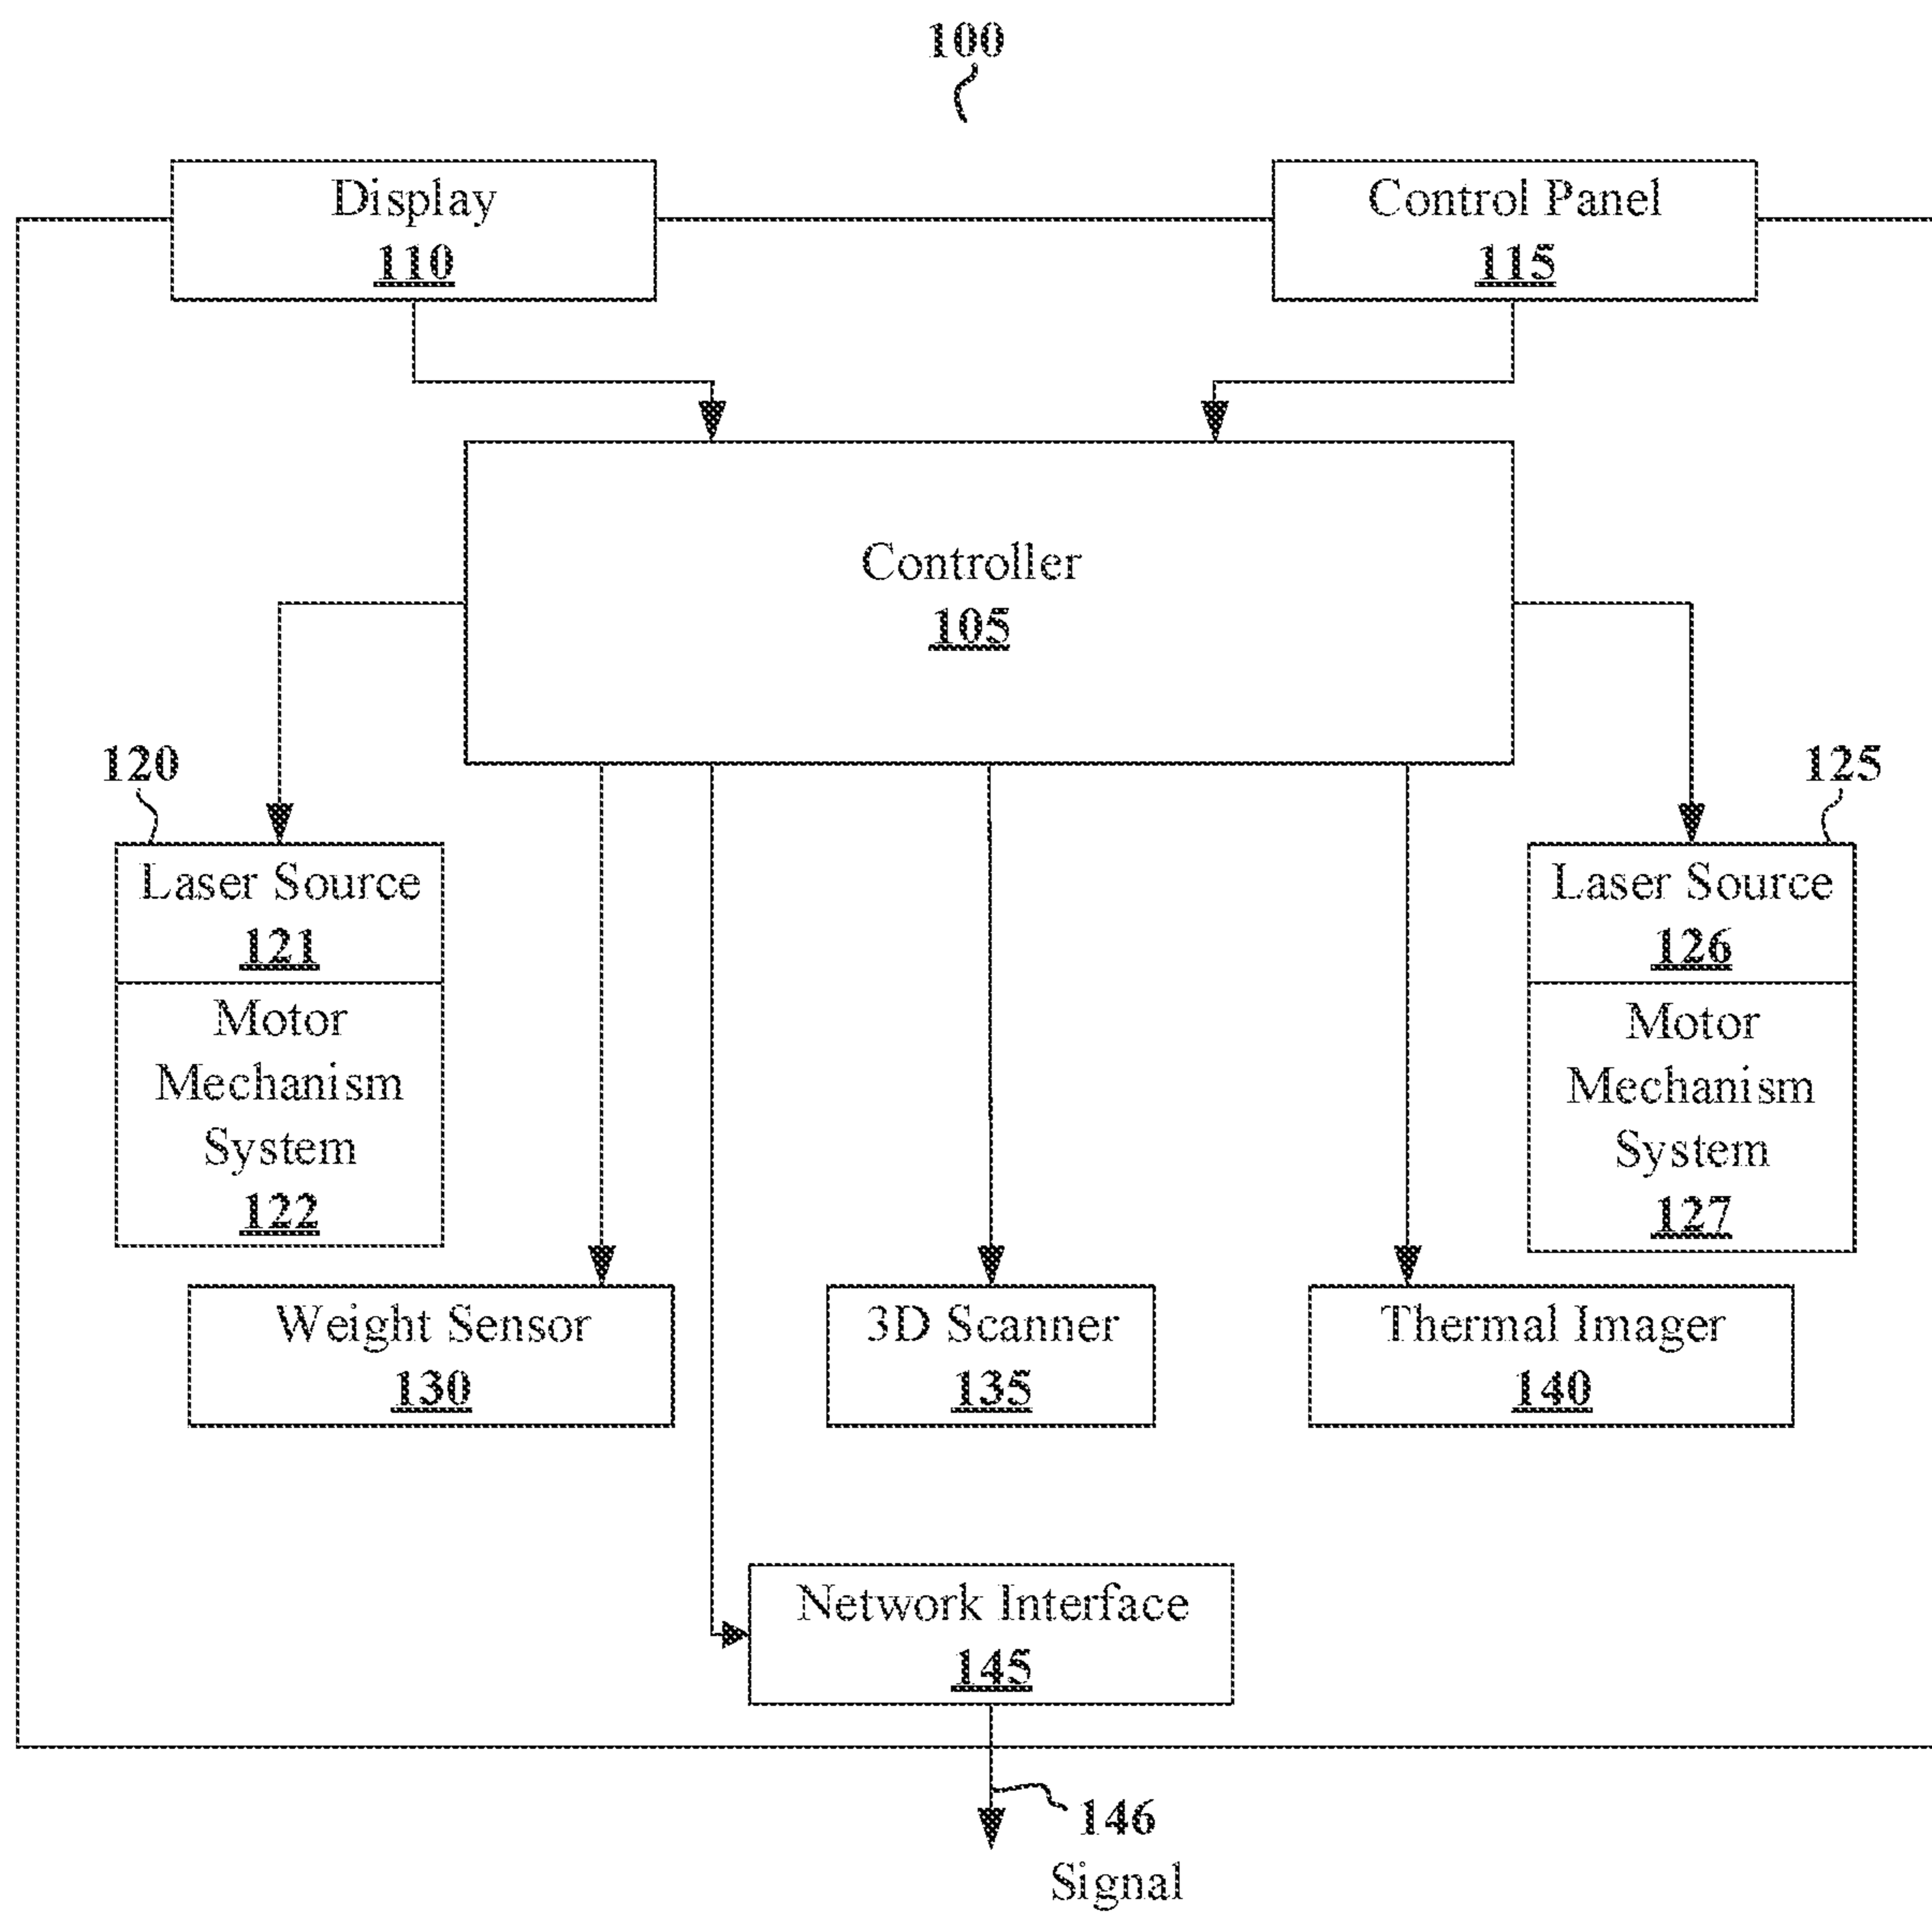 100
Display
110
Control Panel
115
Controller
105
120
125
Laser Source
121
Motor
Mechanism
System
122
Laser Source
126
Motor
Mechanism
System
127
Weight Sensor
130
3D Scanner
135
Thermal Imager
140
Network Interface
145
146
Signal